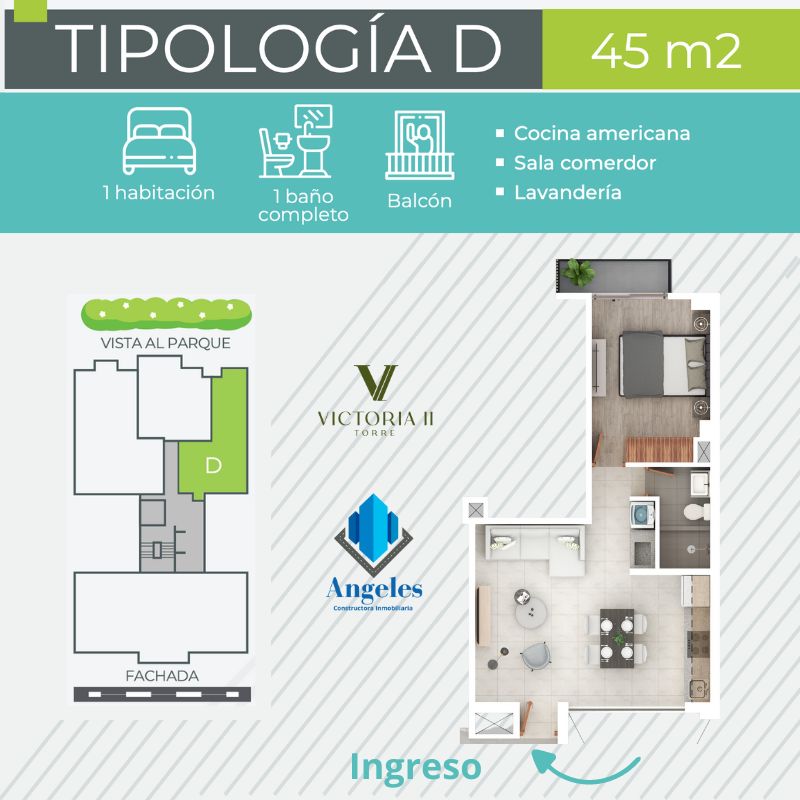 TIPOLOGÍA D
45 m2
1 habitación
1 baño
completo
Balcón
Cocina americana
Sala comerdor
Lavandería
VISTA AL PARQUE
D
FACHADA
VICTORIA II
TORRE
Angeles
Constructora Inmobiliaria
Ingreso